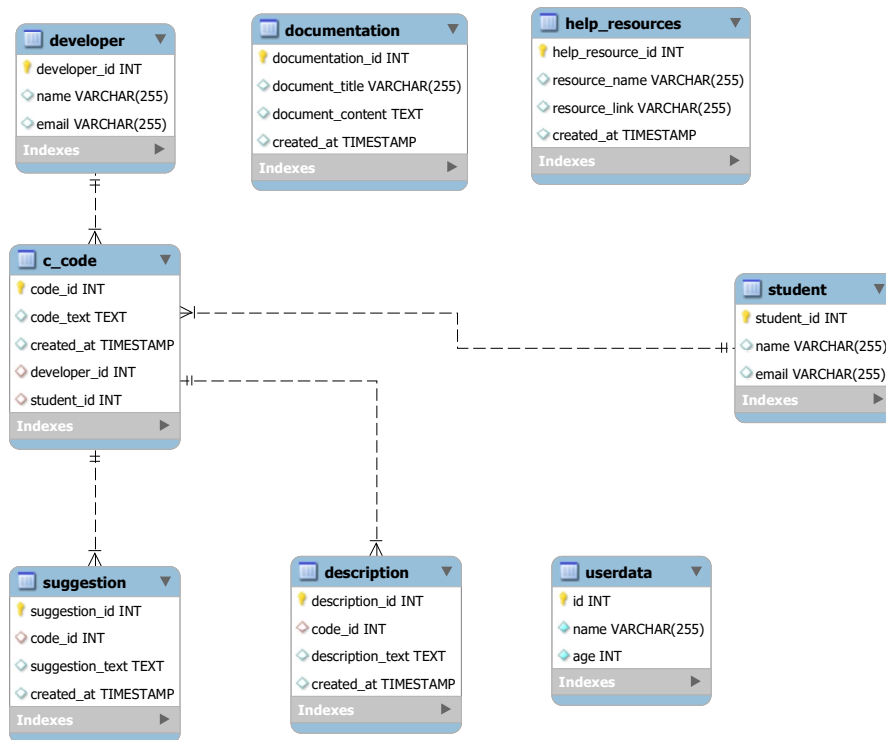 developer
developer_id INT
name VARCHAR(255)
email VARCHAR(255)
Indexes
documentation
documentation_id INT
document_title VARCHAR(255)
document_content TEXT
created_at TIMESTAMP
Indexes
help_resources
help_resource_id INT
resource_name VARCHAR(255)
resource_link VARCHAR(255)
created_at TIMESTAMP
Indexes
c_code
code_id INT
code_text TEXT
created_at TIMESTAMP
developer_id INT
student_id INT
Indexes
student
student_id INT
name VARCHAR(255)
email VARCHAR(255)
Indexes
suggestion
suggestion_id INT
code_id INT
suggestion_text TEXT
created_at TIMESTAMP
Indexes
description
description_id INT
code_id INT
description_text TEXT
created_at TIMESTAMP
Indexes
userdata
id INT
name VARCHAR(255)
age INT
Indexes